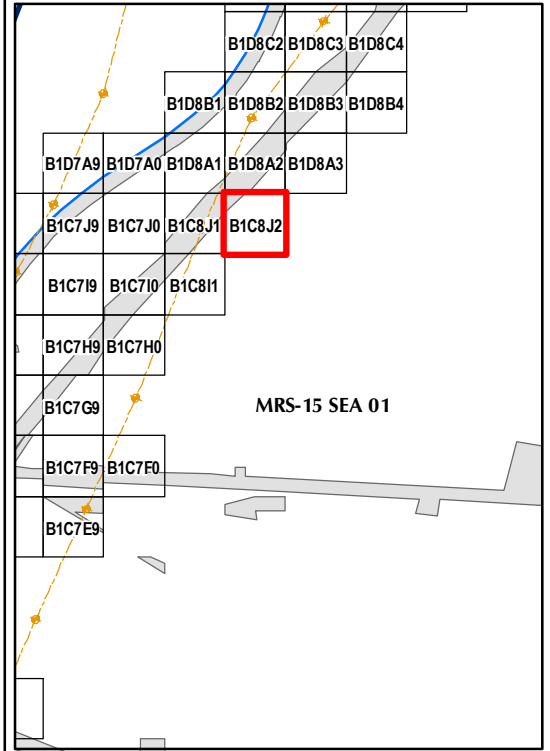 B1D8C2 B1D8C3 B1D8C4
B1D8B1 B1D8B2 B1D8B3 B1D8B4
B1D7A9 B1D7A0 B1D8A1 B1D8A2 B1D8A3
B1C7J9 B1C7J0 B1C8J1 B1C8J2
B1C7I9 B1C7I0 B1C8I1
B1C7H9 B1C7H0
B1C7G9
MRS-15 SEA 01
B1C7F9 B1C7F0
B1C7E9